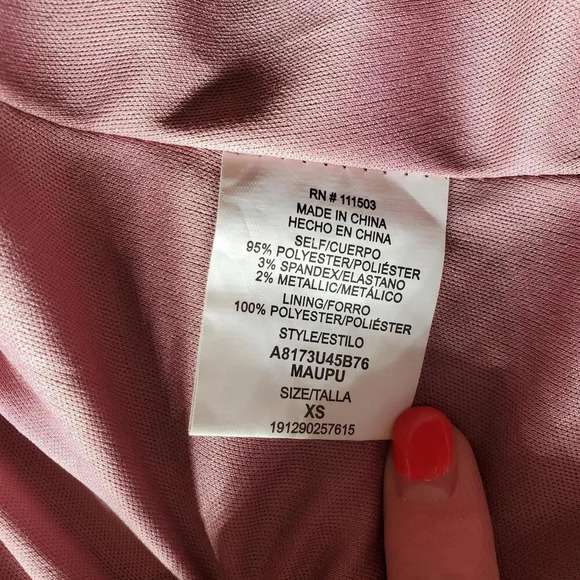 RN # 111503
MADE IN CHINA
HECHO EN CHINA
SELF/CUERPO
95% POLYESTER/POLIÉSTER
3% SPANDEX/ELASTANO
2% METALLIC/METÁLICO
LINING/FORRO
100% POLYESTER/POLIÉSTER
STYLE/ESTILO
A8173U45B76
MAUPU
SIZE/TALLA
XS
191290257615